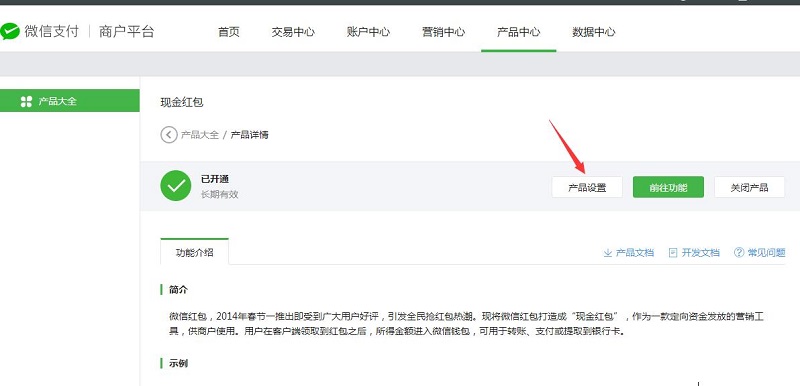 微信支付 商户平台 首页 交易中心 账户中心 营销中心 产品中心 数据中心
产品大全
现金红包
产品大全 / 产品详情
已开通
长期有效
产品设置 前往功能 关闭产品
功能介绍 产品文档 开发文档 常见问题
简介
微信红包，2014年春节一推出即受到广大用户好评，引发全民抢红包热潮。现将微信红包打造成“现金红包”，作为一款定向资金发放的营销工
具，供商户使用。用户在客户端领取到红包之后，所得金额进入微信钱包，可用于转账、支付或提取到银行卡。
示例